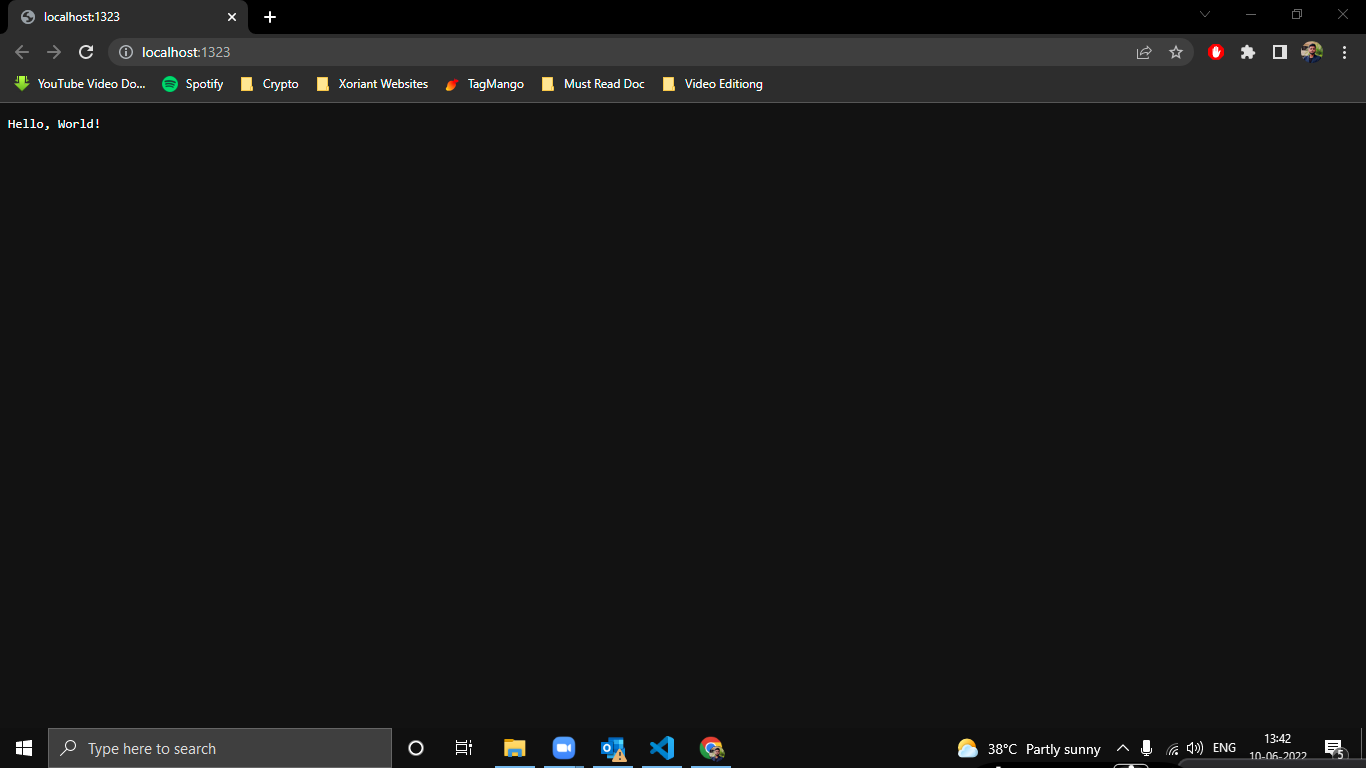 localhost:1323
localhost:1323
YouTube Video Do... Spotify Crypto Xoriant Websites TagMango Must Read Doc Video Editiong
Hello, World!
Type here to search
38°C Partly sunny ENG 13:42
10-06-2022 5